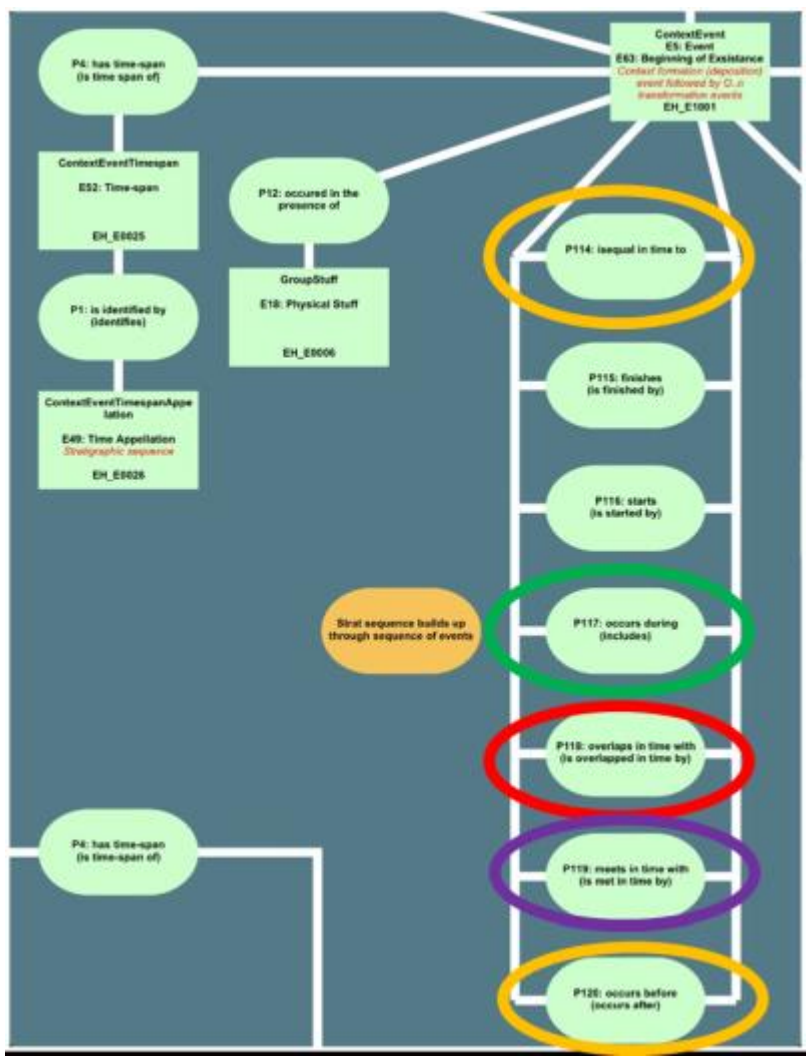 P4: has time-span
(is time span of)
ContextEvent
E5: Event
E63: Beginning of Exsistance
Context formation (deposition)
event followed by 0..n
transformation events
EH_E1001
ContextEventTimespan
E52: Time-span
EH_E0025
P12: occured in the
presence of
P114: isequal in time to
GroupStuff
E18: Physical Stuff
EH_E0006
P1: is identified by
(identifies)
P115: finishes
(is finished by)
ContextEventTimespanAppe
lation
E49: Time Appellation
Stratigraphic sequence
EH_E0026
P116: starts
(is started by)
Strat sequence builds up
through sequence of events
P117: occurs during
(includes)
P118: overlaps in time with
(is overlapped in time by)
P4: has time-span
(is time-span of)
P119: meets in time with
(is met in time by)
P120: occurs before
(occurs after)